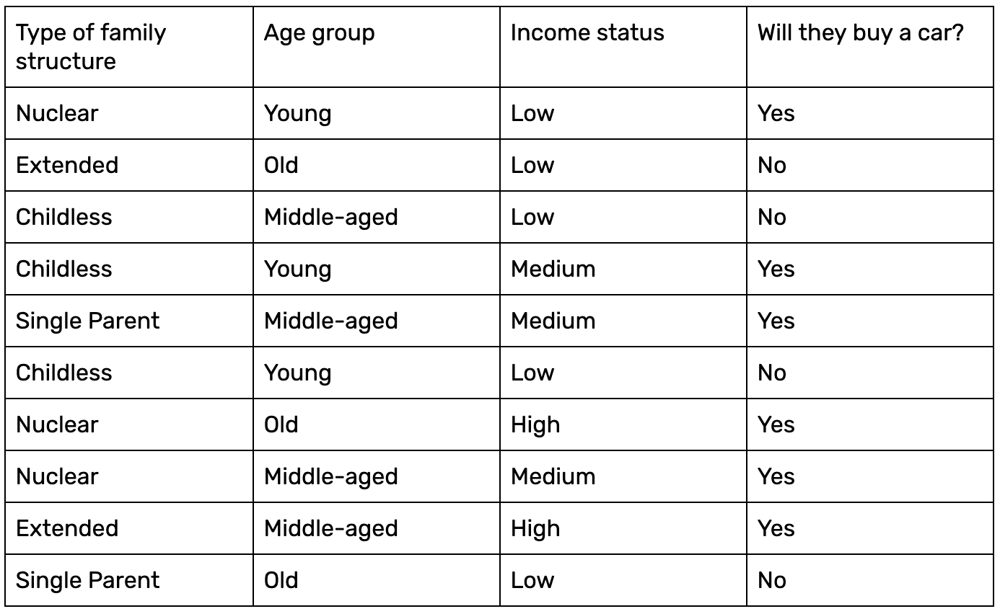 Type of family structure Age group Income status Will they buy a car?
Nuclear Young Low Yes
Extended Old Low No
Childless Middle-aged Low No
Childless Young Medium Yes
Single Parent Middle-aged Medium Yes
Childless Young Low No
Nuclear Old High Yes
Nuclear Middle-aged Medium Yes
Extended Middle-aged High Yes
Single Parent Old Low No